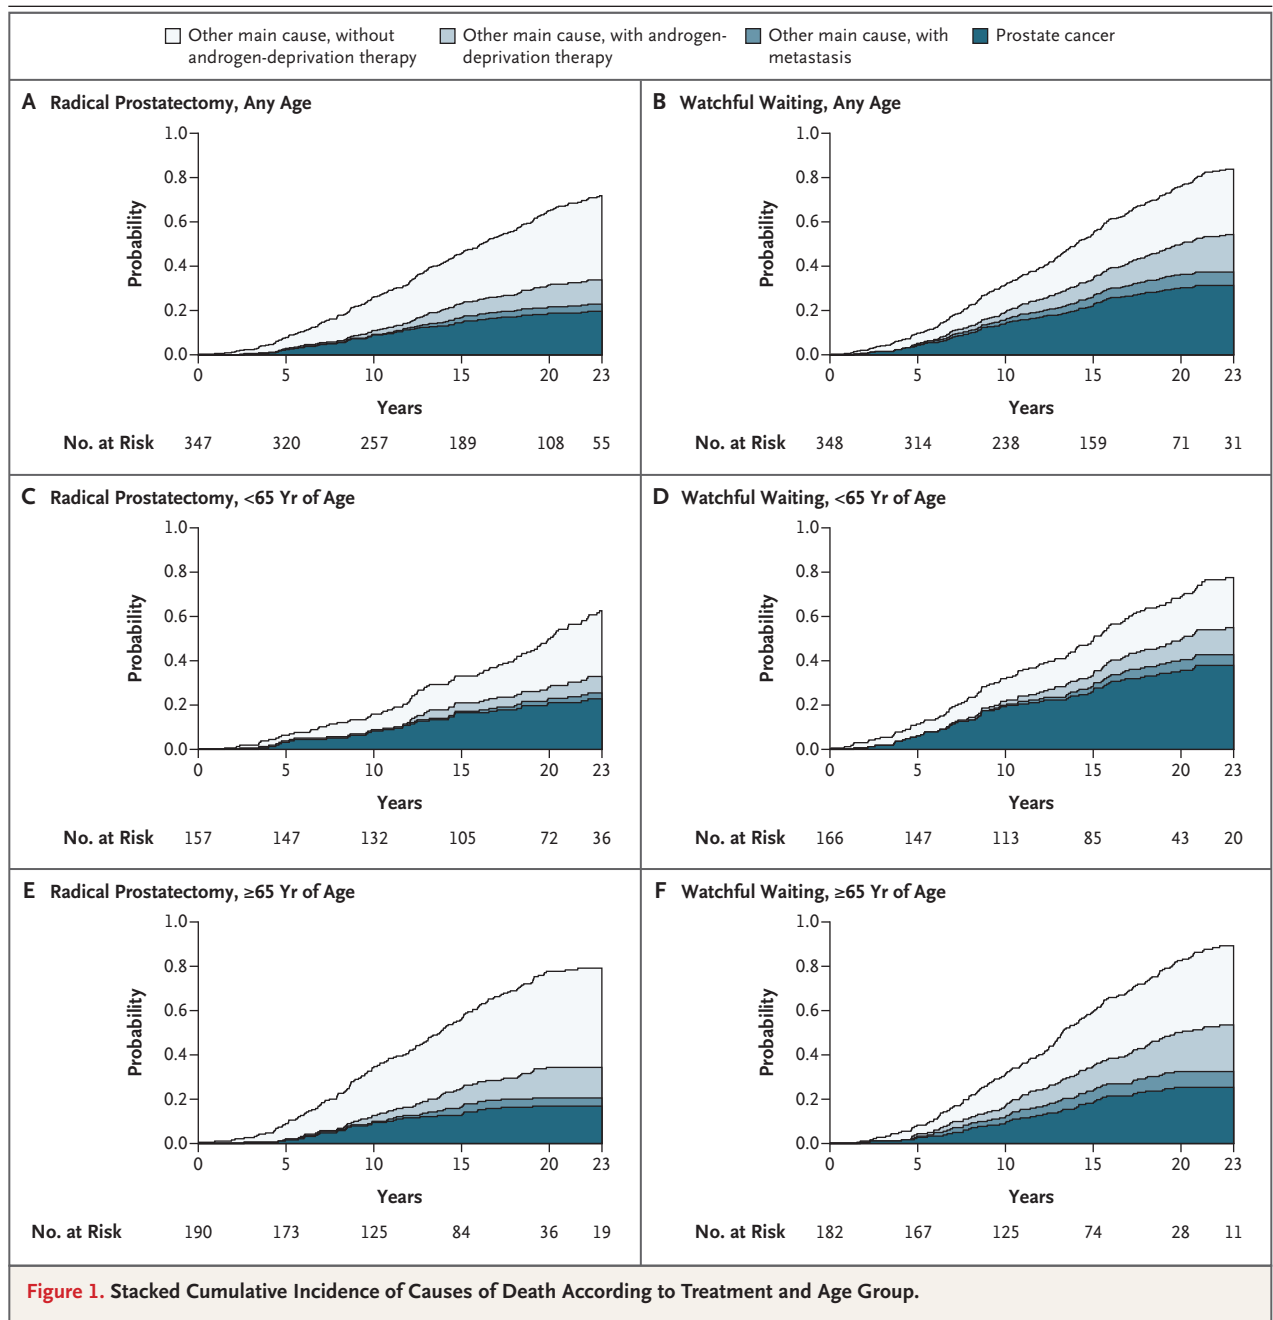 Other main cause, without androgen-deprivation therapy
Other main cause, with androgen-deprivation therapy
Other main cause, with metastasis
Prostate cancer
A Radical Prostatectomy, Any Age
1.0
0.8
0.6
0.4
0.2
0.0
Probability
0 5 10 15 20 23
Years
No. at Risk 347 320 257 189 108 55
B Watchful Waiting, Any Age
1.0
0.8
0.6
0.4
0.2
0.0
Probability
0 5 10 15 20 23
Years
No. at Risk 348 314 238 159 71 31
C Radical Prostatectomy, <65 Yr of Age
1.0
0.8
0.6
0.4
0.2
0.0
Probability
0 5 10 15 20 23
Years
No. at Risk 157 147 132 105 72 36
D Watchful Waiting, <65 Yr of Age
1.0
0.8
0.6
0.4
0.2
0.0
Probability
0 5 10 15 20 23
Years
No. at Risk 166 147 113 85 43 20
E Radical Prostatectomy, ≥65 Yr of Age
1.0
0.8
0.6
0.4
0.2
0.0
Probability
0 5 10 15 20 23
Years
No. at Risk 190 173 125 84 36 19
F Watchful Waiting, ≥65 Yr of Age
1.0
0.8
0.6
0.4
0.2
0.0
Probability
0 5 10 15 20 23
Years
No. at Risk 182 167 125 74 28 11
Figure 1. Stacked Cumulative Incidence of Causes of Death According to Treatment and Age Group.